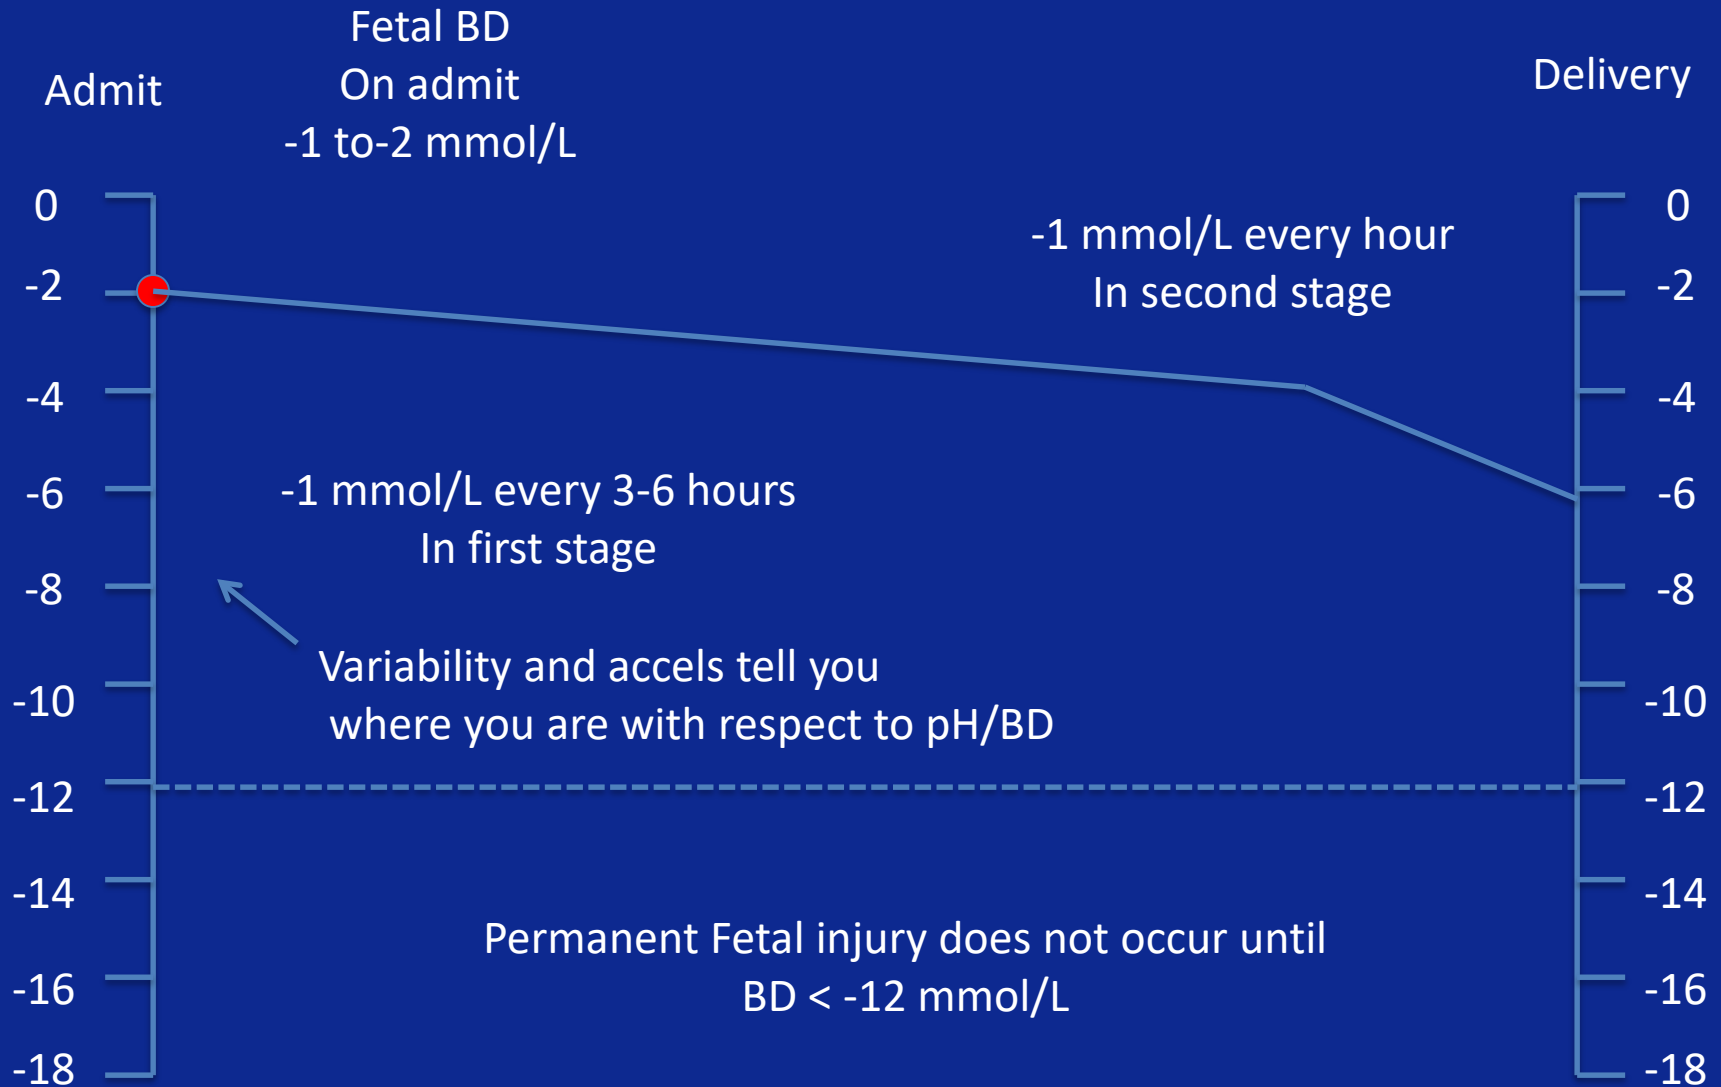 Fetal BD
On admit
-1 to-2 mmol/L
Admit
Delivery
0
-2
-4
-6
-8
-10
-12
-14
-16
-18
-1 mmol/L every hour
In second stage
-1 mmol/L every 3-6 hours
In first stage
Variability and accels tell you
where you are with respect to pH/BD
Permanent Fetal injury does not occur until
BD < -12 mmol/L
0
-2
-4
-6
-8
-10
-12
-14
-16
-18